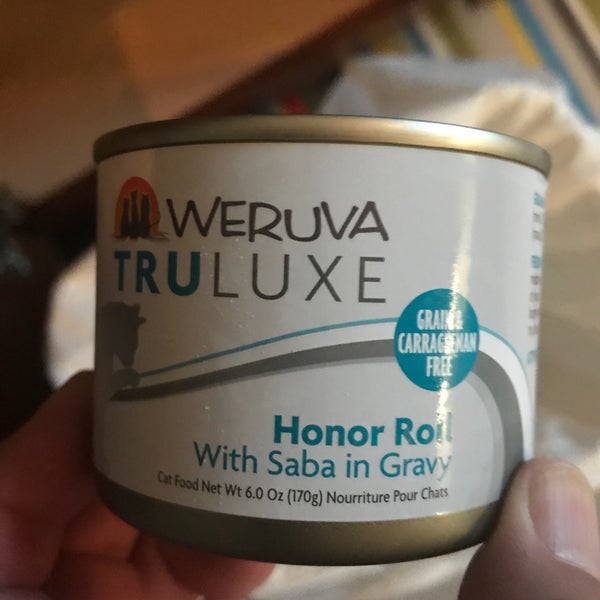 WERUVA
TRULUXE
GRAIN &
CARRAGEENAN
FREE
Honor Roll
With Saba in Gravy
Cat Food Net Wt 6.0 Oz (170g) Nourriture Pour Chats